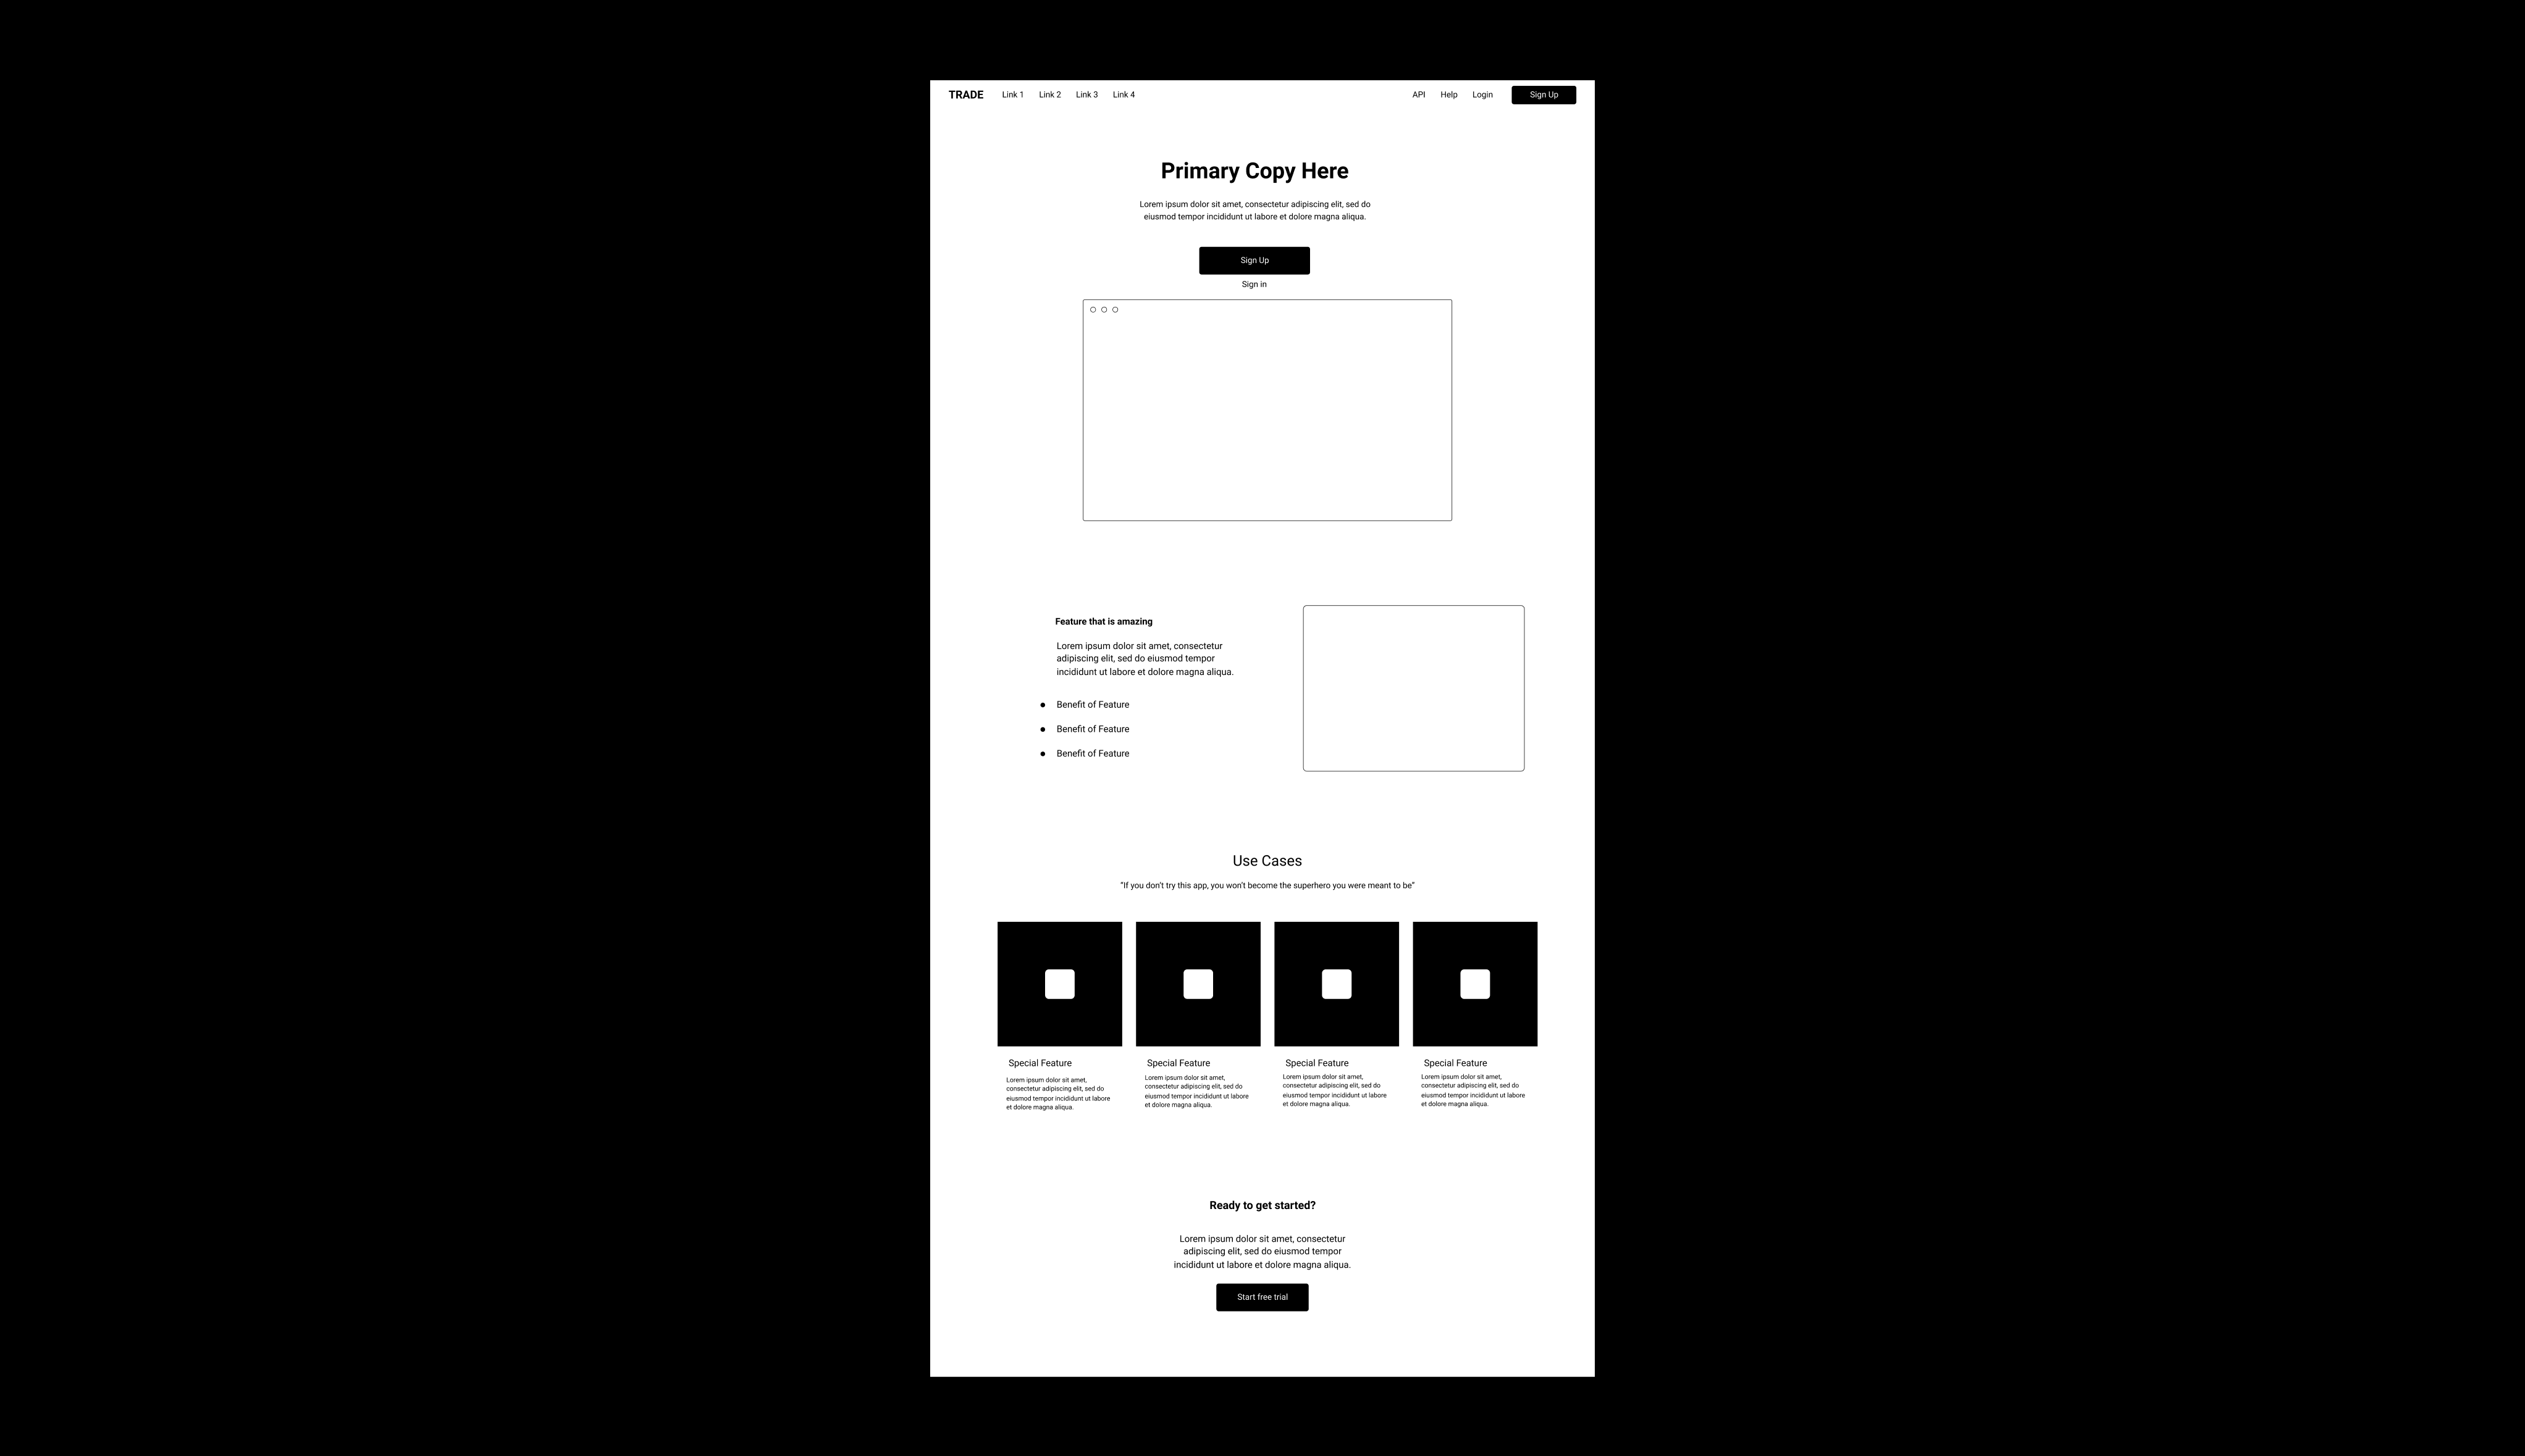 TRADE Link 1 Link 2 Link 3 Link 4 API Help Login Sign Up
Primary Copy Here
Lorem ipsum dolor sit amet, consectetur adipiscing elit, sed do
eiusmod tempor incididunt ut labore et dolore magna aliqua.
Sign Up
Sign in
Feature that is amazing
Lorem ipsum dolor sit amet, consectetur
adipiscing elit, sed do eiusmod tempor
incididunt ut labore et dolore magna aliqua.
Benefit of Feature
Benefit of Feature
Benefit of Feature
Use Cases
“If you don’t try this app, you won’t become the superhero you were meant to be”
Special Feature
Lorem ipsum dolor sit amet,
consectetur adipiscing elit, sed do
eiusmod tempor incididunt ut labore
et dolore magna aliqua.
Special Feature
Lorem ipsum dolor sit amet,
consectetur adipiscing elit, sed do
eiusmod tempor incididunt ut labore
et dolore magna aliqua.
Special Feature
Lorem ipsum dolor sit amet,
consectetur adipiscing elit, sed do
eiusmod tempor incididunt ut labore
et dolore magna aliqua.
Special Feature
Lorem ipsum dolor sit amet,
consectetur adipiscing elit, sed do
eiusmod tempor incididunt ut labore
et dolore magna aliqua.
Ready to get started?
Lorem ipsum dolor sit amet, consectetur
adipiscing elit, sed do eiusmod tempor
incididunt ut labore et dolore magna aliqua.
Start free trial